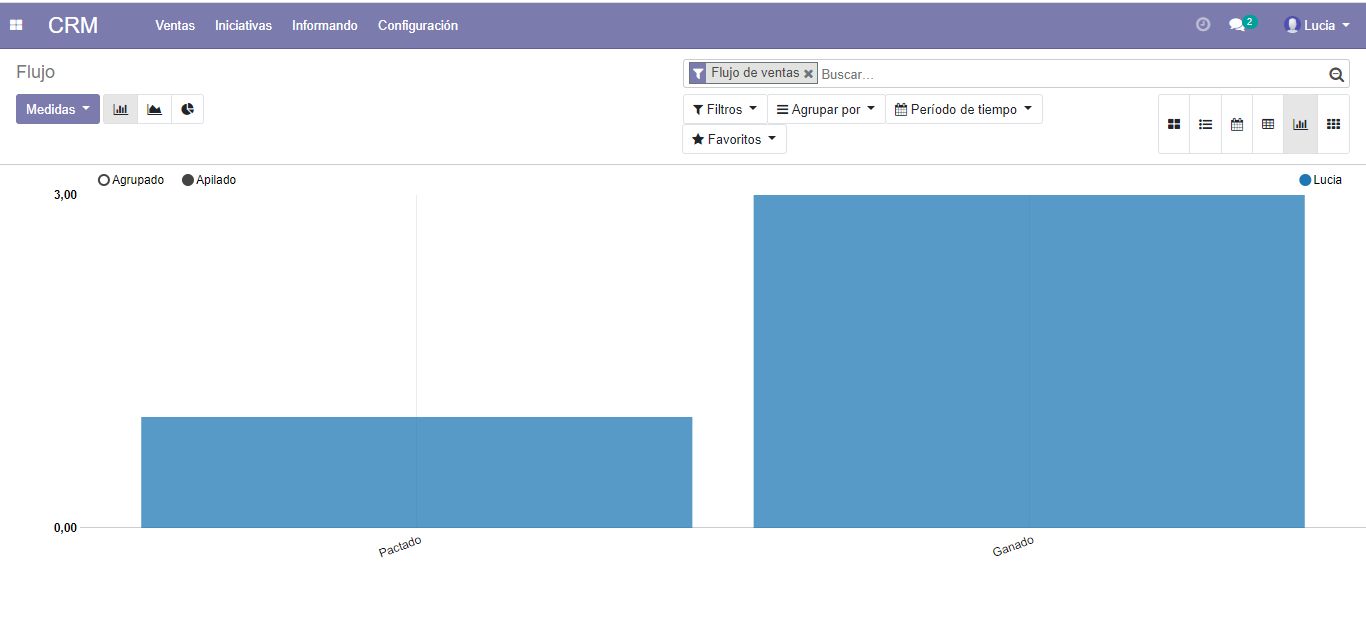 CRM Ventas Iniciativas Informando Configuración 2 Lucia
Flujo
Flujo de ventas Buscar...
Medidas
Filtros Agrupar por Período de tiempo
Favoritos
Agrupado Apilado Lucia
3,00
0,00
Pactado Ganado